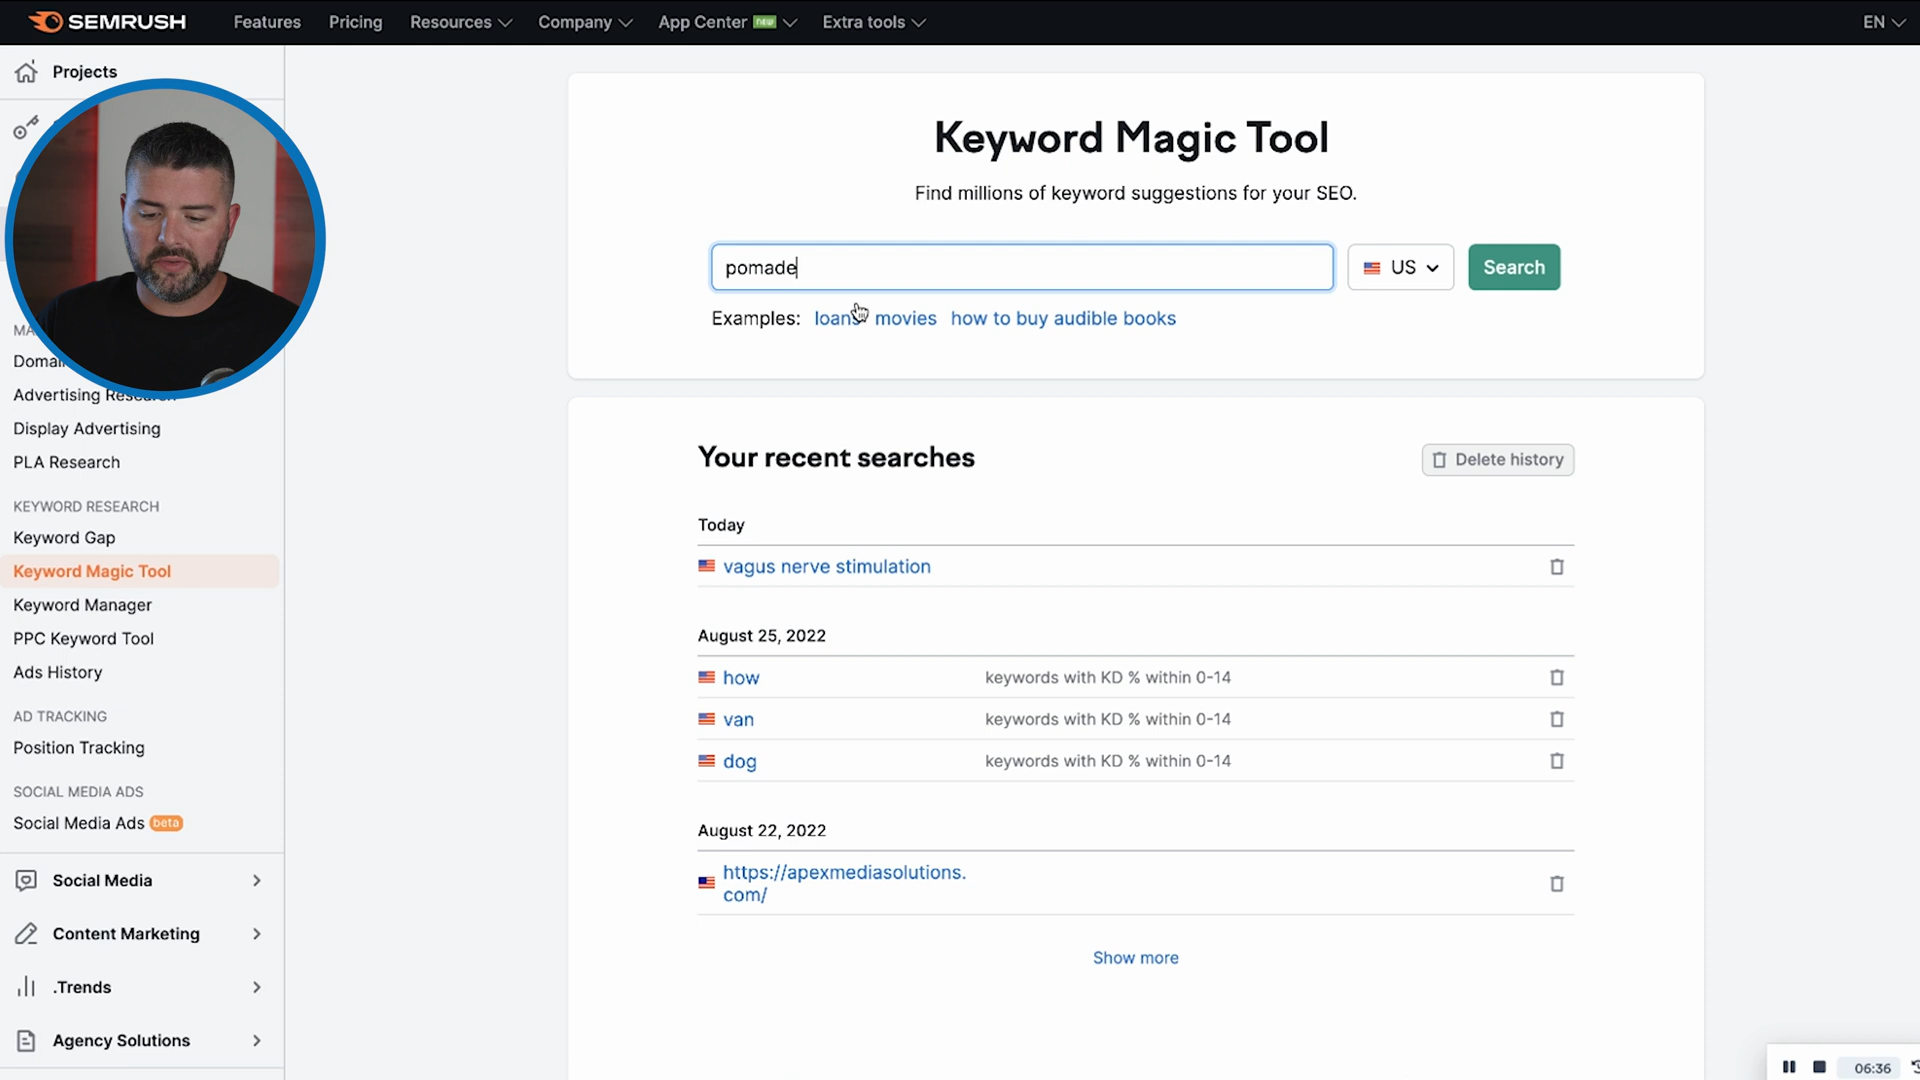 SEMRUSH
Features
Pricing
Resources
Company
App Center new
Extra tools
EN
Projects
Advertising Research
Display Advertising
PLA Research
KEYWORD RESEARCH
Keyword Gap
Keyword Magic Tool
Keyword Manager
PPC Keyword Tool
Ads History
AD TRACKING
Position Tracking
SOCIAL MEDIA ADS
Social Media Ads beta
Social Media
Content Marketing
.Trends
Agency Solutions
Keyword Magic Tool
Find millions of keyword suggestions for your SEO.
pomade
US
Search
Examples: loans movies how to buy audible books
Your recent searches
Delete history
Today
vagus nerve stimulation
August 25, 2022
how keywords with KD % within 0-14
van keywords with KD % within 0-14
dog keywords with KD % within 0-14
August 22, 2022
https://apexmediasolutions.
com/
Show more
06:36